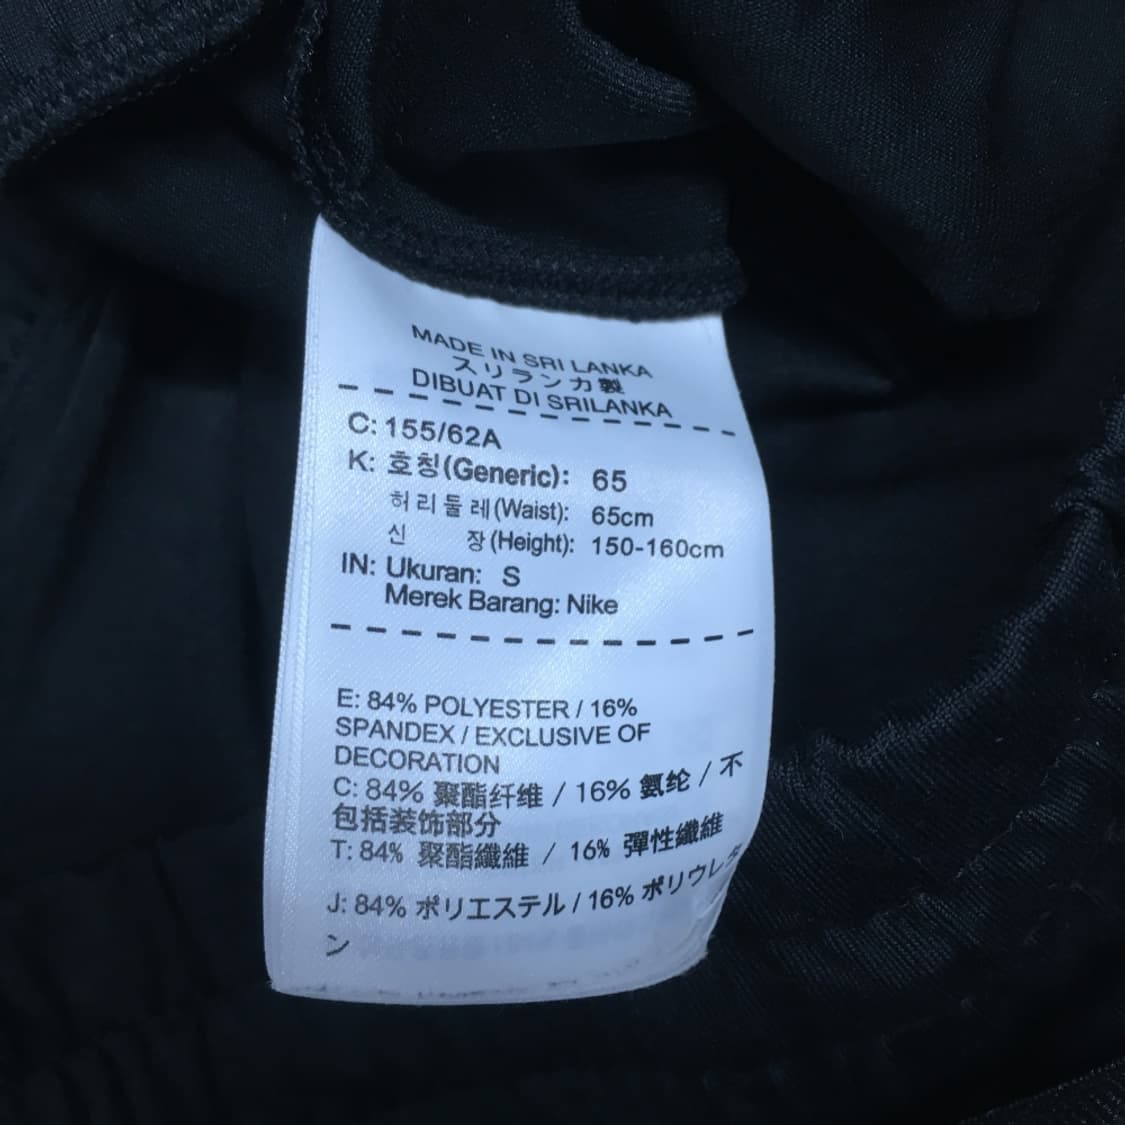 MADE IN SRI LANKA
スリランカ製
DIBUAT DI SRILANKA
C: 155/62A
K: 호칭(Generic): 65
허리둘레(Waist): 65cm
신 장(Height): 150-160cm
IN: Ukuran: S
Merek Barang: Nike
E: 84% POLYESTER / 16%
SPANDEX / EXCLUSIVE OF
DECORATION
C: 84% 聚酯纤维 / 16% 氨纶 / 不
包括装饰部分
T: 84% 聚酯纖維 / 16% 彈性纖維
J: 84% ポリエステル / 16% ポリウレタ
ン